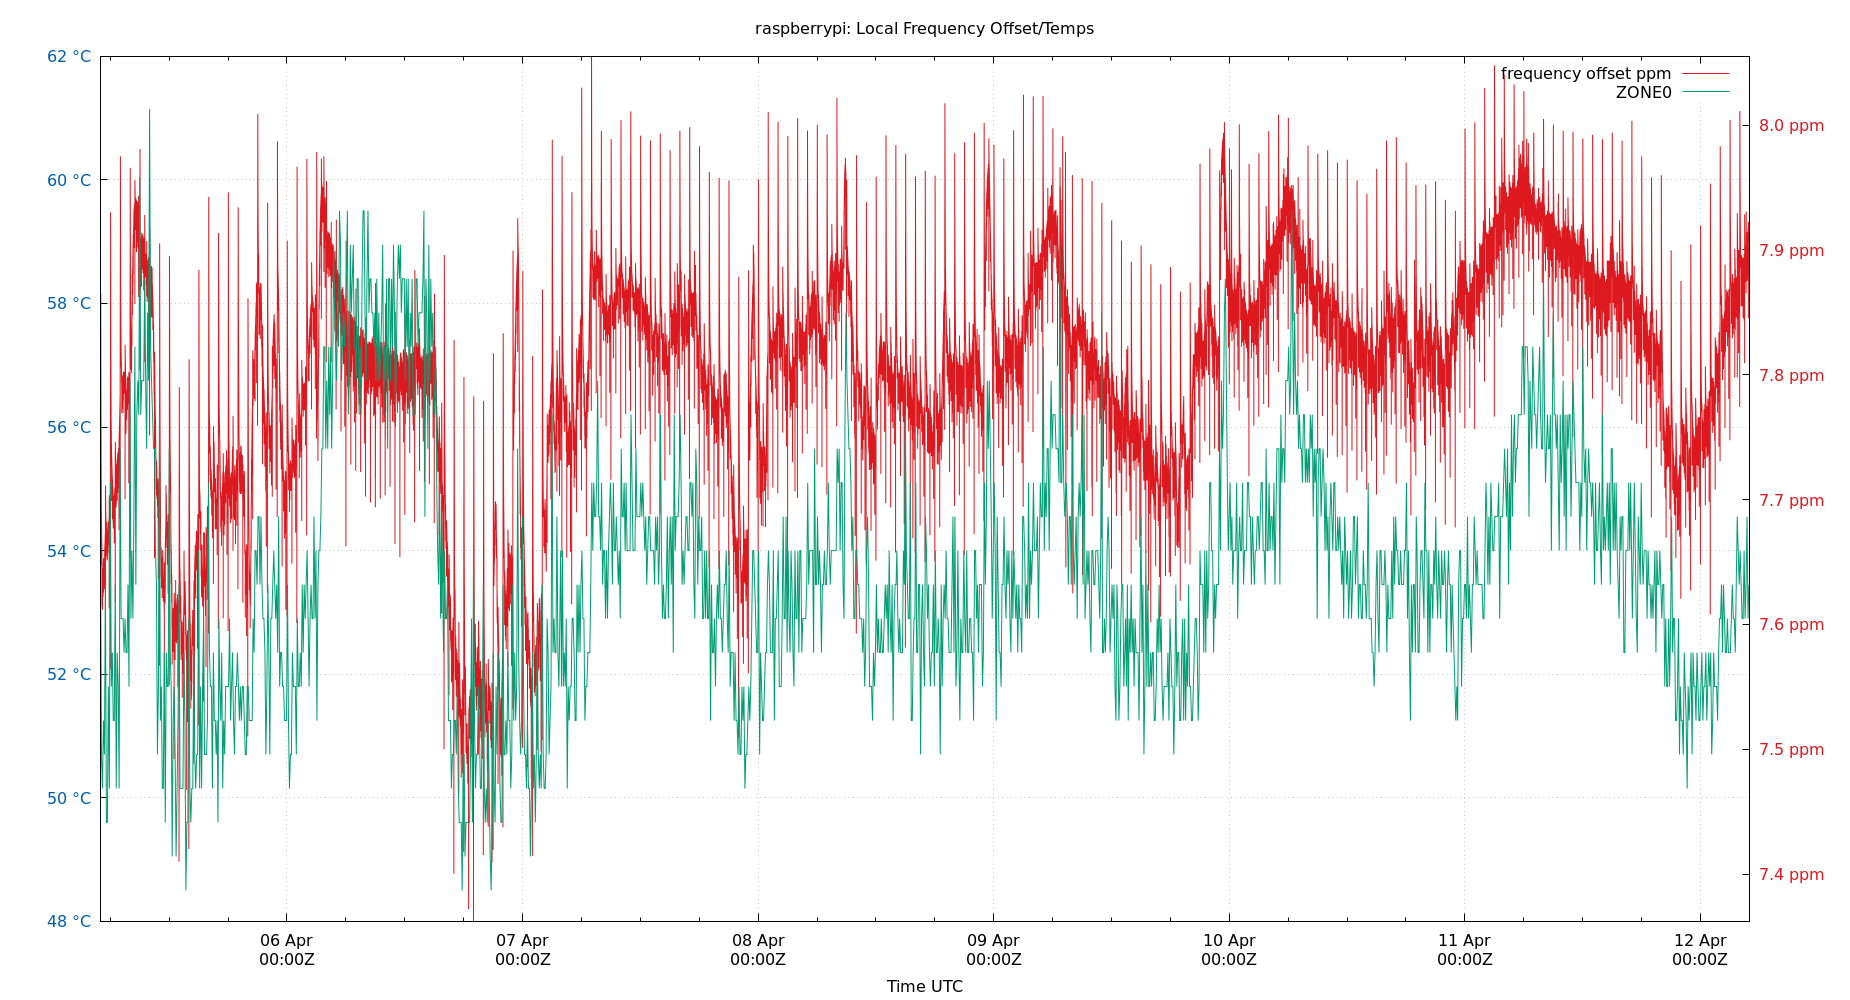 raspberrypi: Local Frequency Offset/Temps
62 °C
60 °C
58 °C
56 °C
54 °C
52 °C
50 °C
48 °C
frequency offset ppm
ZONE0
8.0 ppm
7.9 ppm
7.8 ppm
7.7 ppm
7.6 ppm
7.5 ppm
7.4 ppm
06 Apr 07 Apr 08 Apr 09 Apr 10 Apr 11 Apr 12 Apr
00:00Z 00:00Z 00:00Z 00:00Z 00:00Z 00:00Z 00:00Z
Time UTC